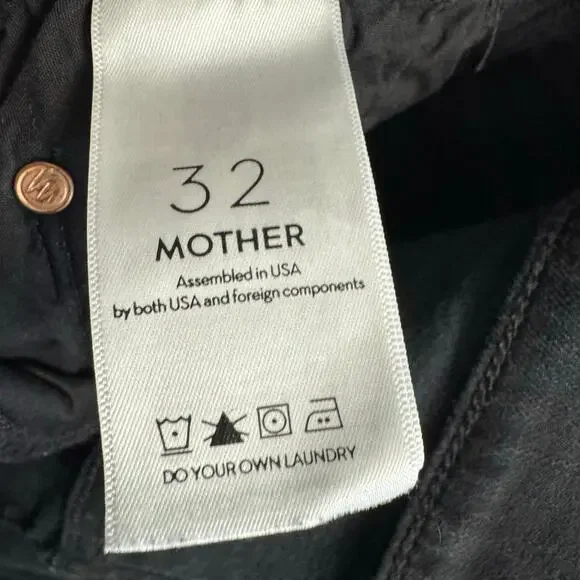 32
MOTHER
Assembled in USA
by both USA and foreign components
DO YOUR OWN LAUNDRY